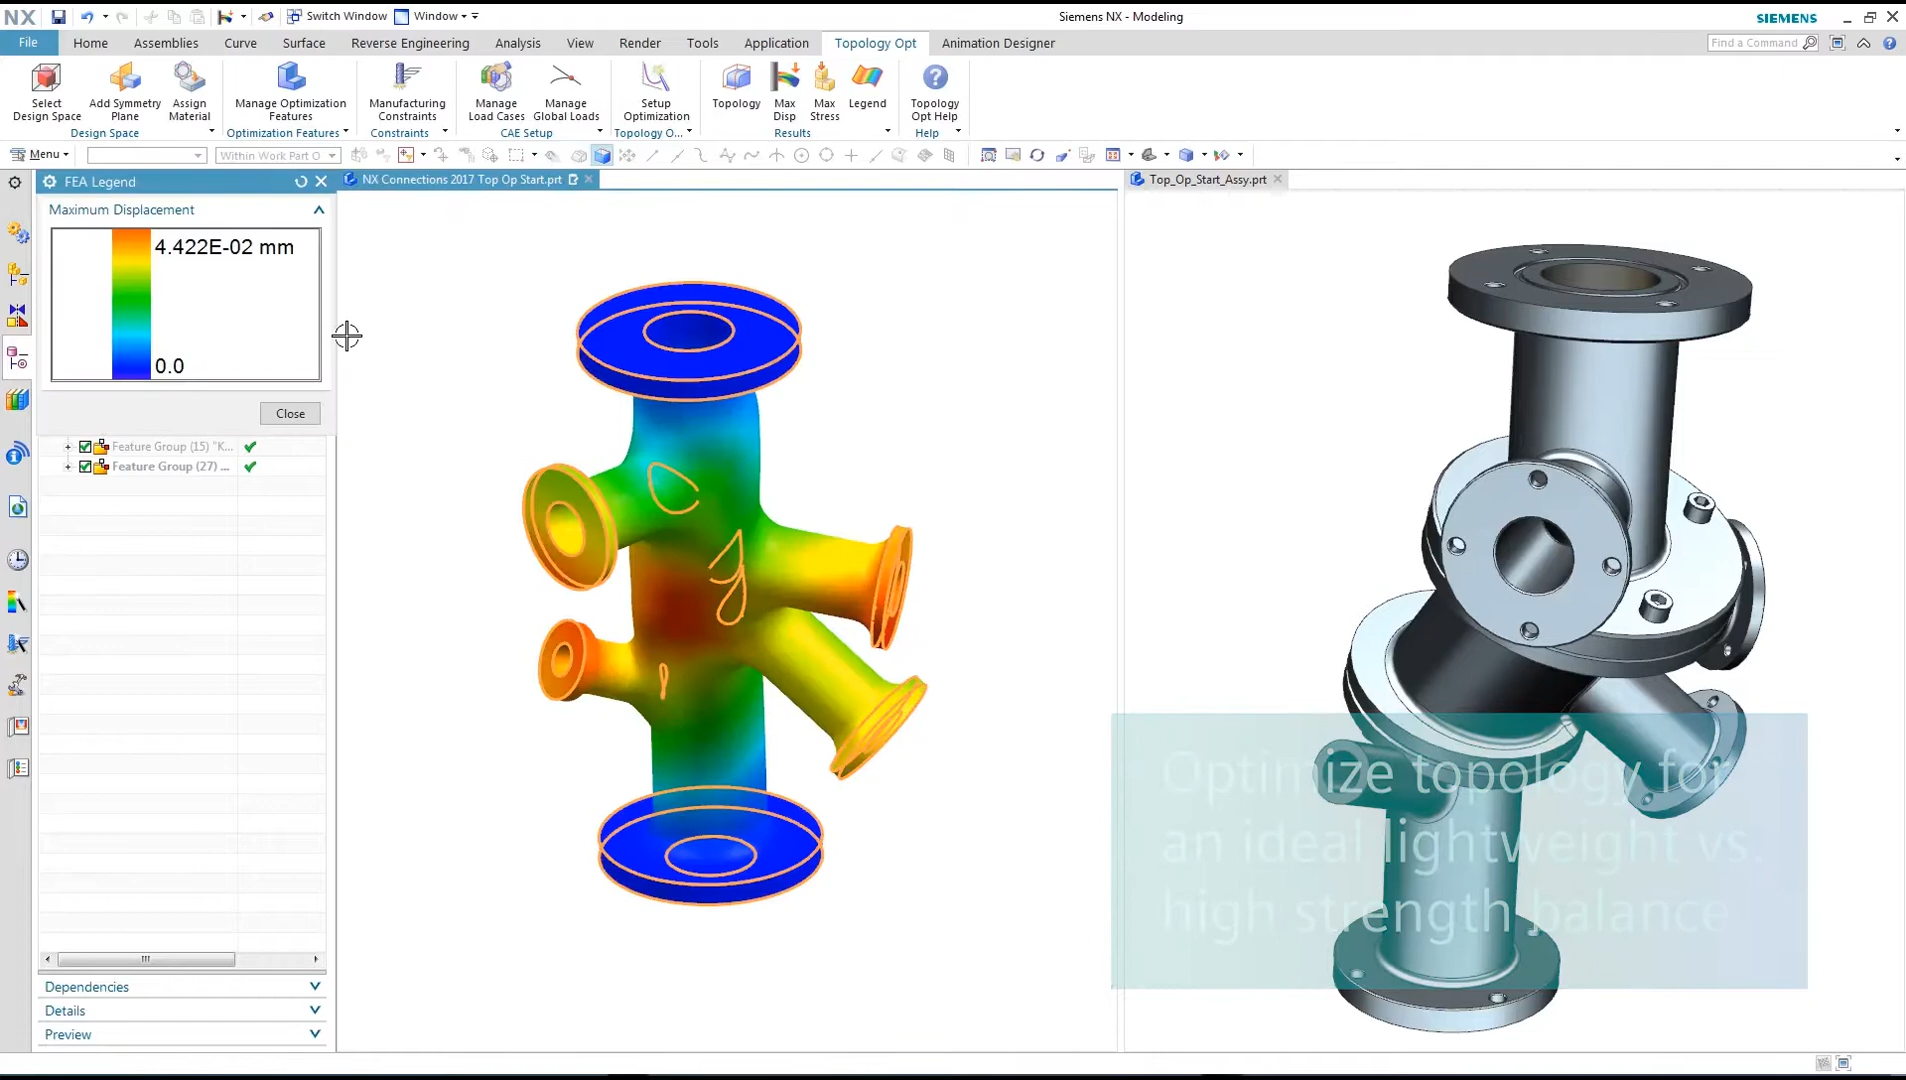 NX Switch Window Window Siemens NX - Modeling SIEMENS
File Home Assemblies Curve Surface Reverse Engineering Analysis View Render Tools Application Topology Opt Animation Designer Find a Command
Select Design Space Add Symmetry Plane Assign Material Manage Optimization Features Manufacturing Constraints Manage Load Cases Manage Global Loads Setup Optimization Topology Max Disp Max Stress Legend Topology Opt Help
Design Space Optimization Features Constraints CAE Setup Topology O... Results Help
Menu Within Work Part O
FEA Legend NX Connections 2017 Top Op Start.prt Top_Op_Start_Assy.prt
Maximum Displacement
4.422E-02 mm
0.0
Close
Feature Group (15) "K...
Feature Group (27) ...
Optimize topology for
an ideal lightweight vs.
high strength balance
Dependencies
Details
Preview